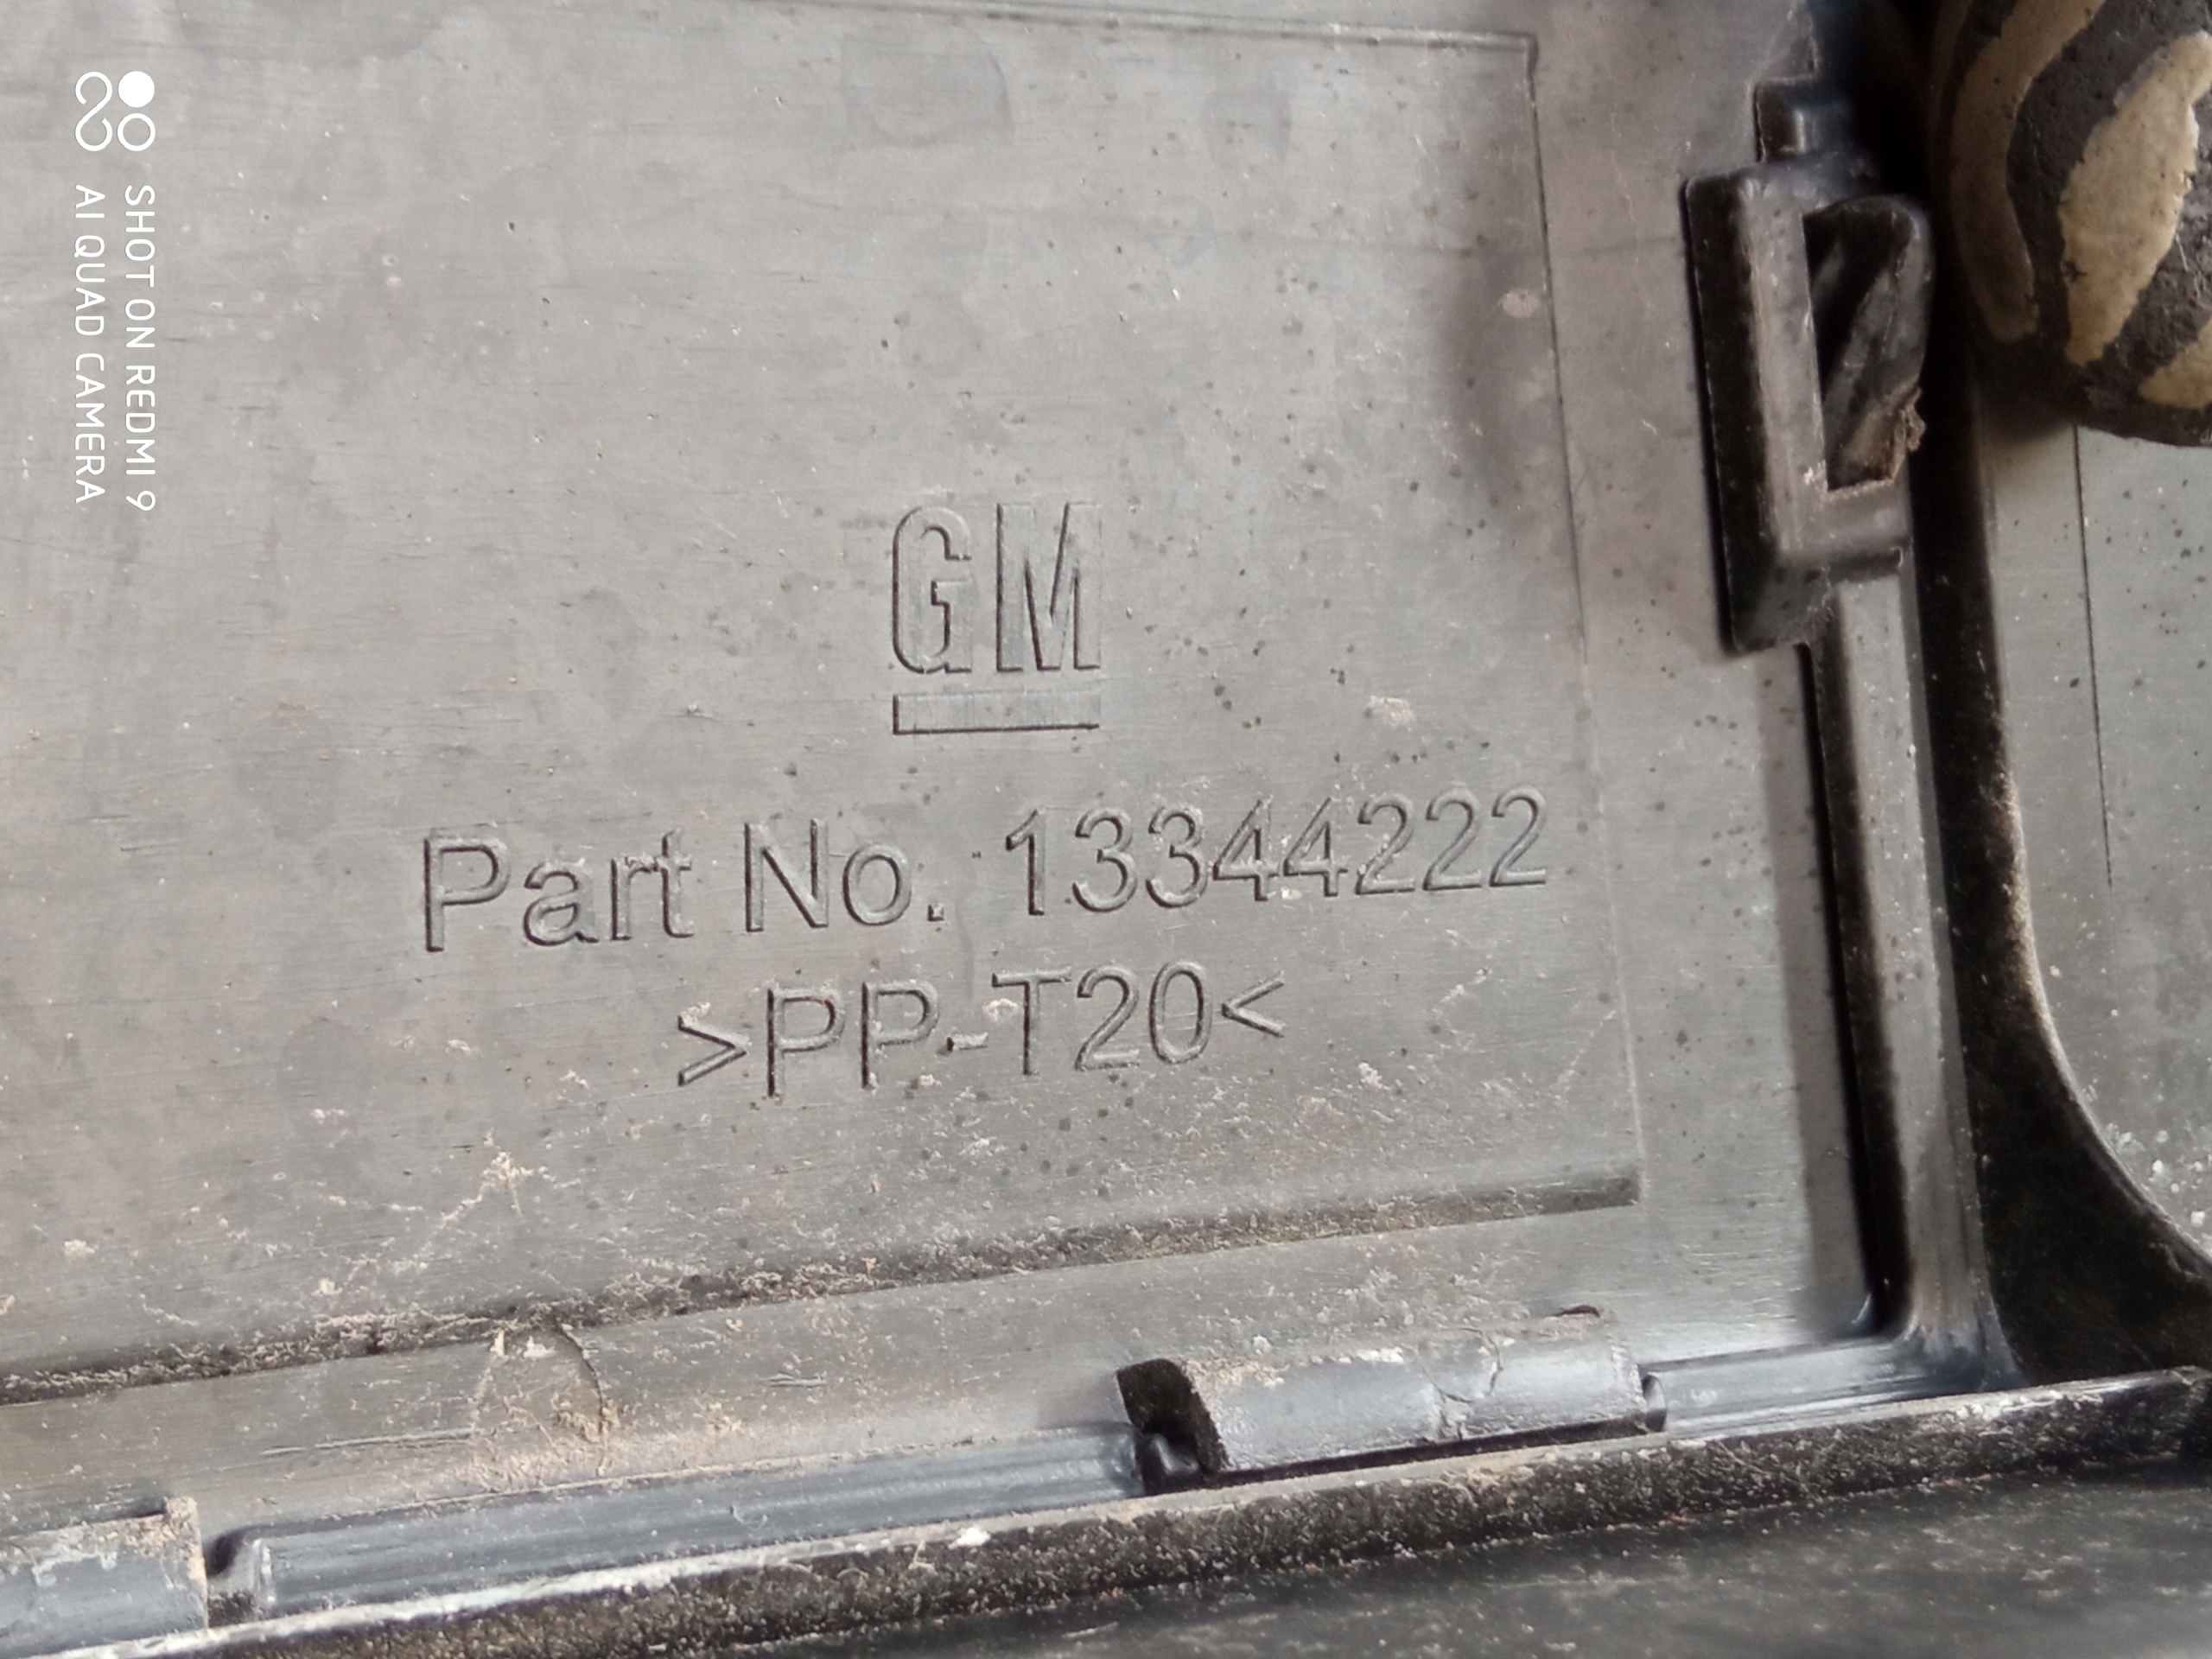 SHOT ON REDMI 9
AI QUAD CAMERA
GM
Part No. 13344222
>PP-T20<